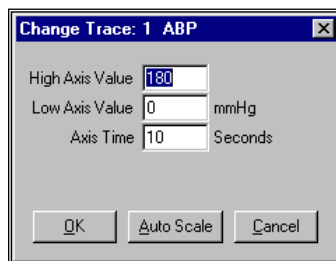 Change Trace: 1 ABP
High Axis Value 180
Low Axis Value 0 mmHg
Axis Time 10 Seconds
OK Auto Scale Cancel